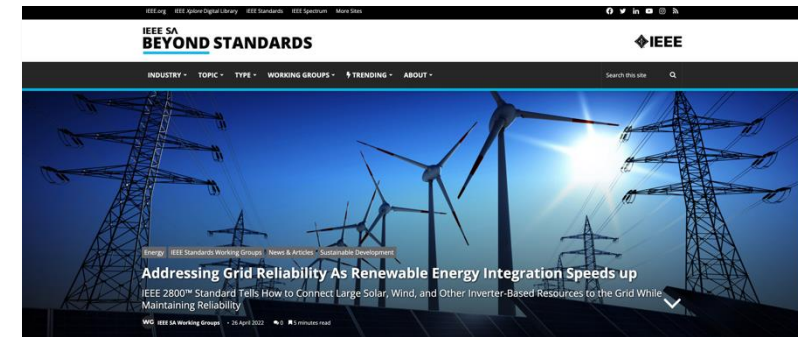 IEEE.org IEEE Xplore Digital Library IEEE Standards IEEE Spectrum More Sites
IEEE SA
BEYOND STANDARDS
IEEE
INDUSTRY TOPIC TYPE WORKING GROUPS TRENDING ABOUT
Search this site
Energy IEEE Standards Working Groups News & Articles Sustainable Development
Addressing Grid Reliability As Renewable Energy Integration Speeds up
IEEE 2800™ Standard Tells How to Connect Large Solar, Wind, and Other Inverter-Based Resources to the Grid While
Maintaining Reliability
WG IEEE SA Working Groups • 26 April 2022 0 5 minutes read